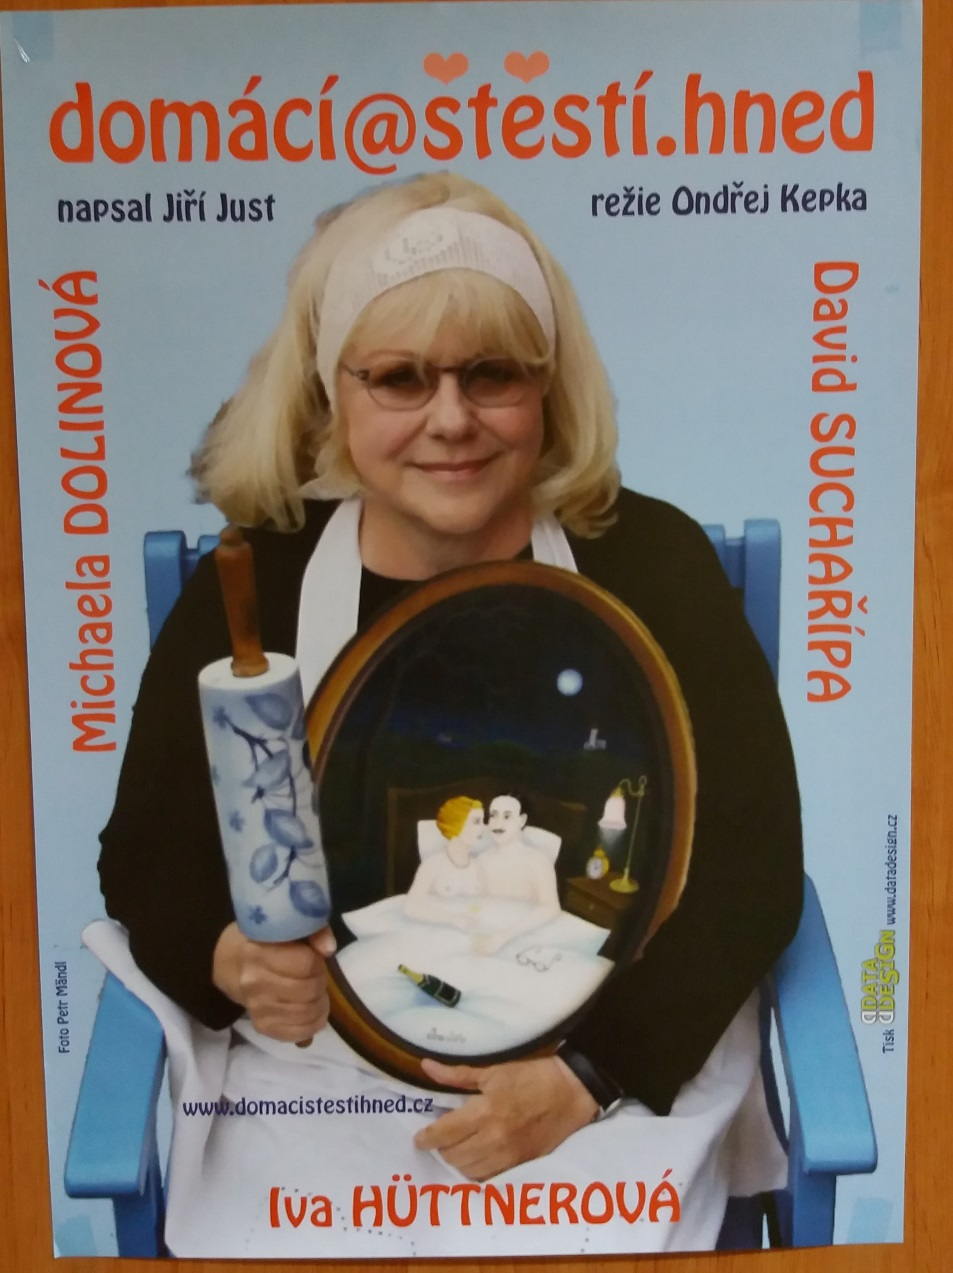 domácí@stestí.hned
napsal Jiří Just
režie Ondřej Kepka
Michaela DOLINOVÁ
David SUCHAŘÍPA
Foto Petr Mändl
Tisk DATA DESIGN www.datadesign.cz
www.domacistestihned.cz
Iva HÜTTNEROVÁ